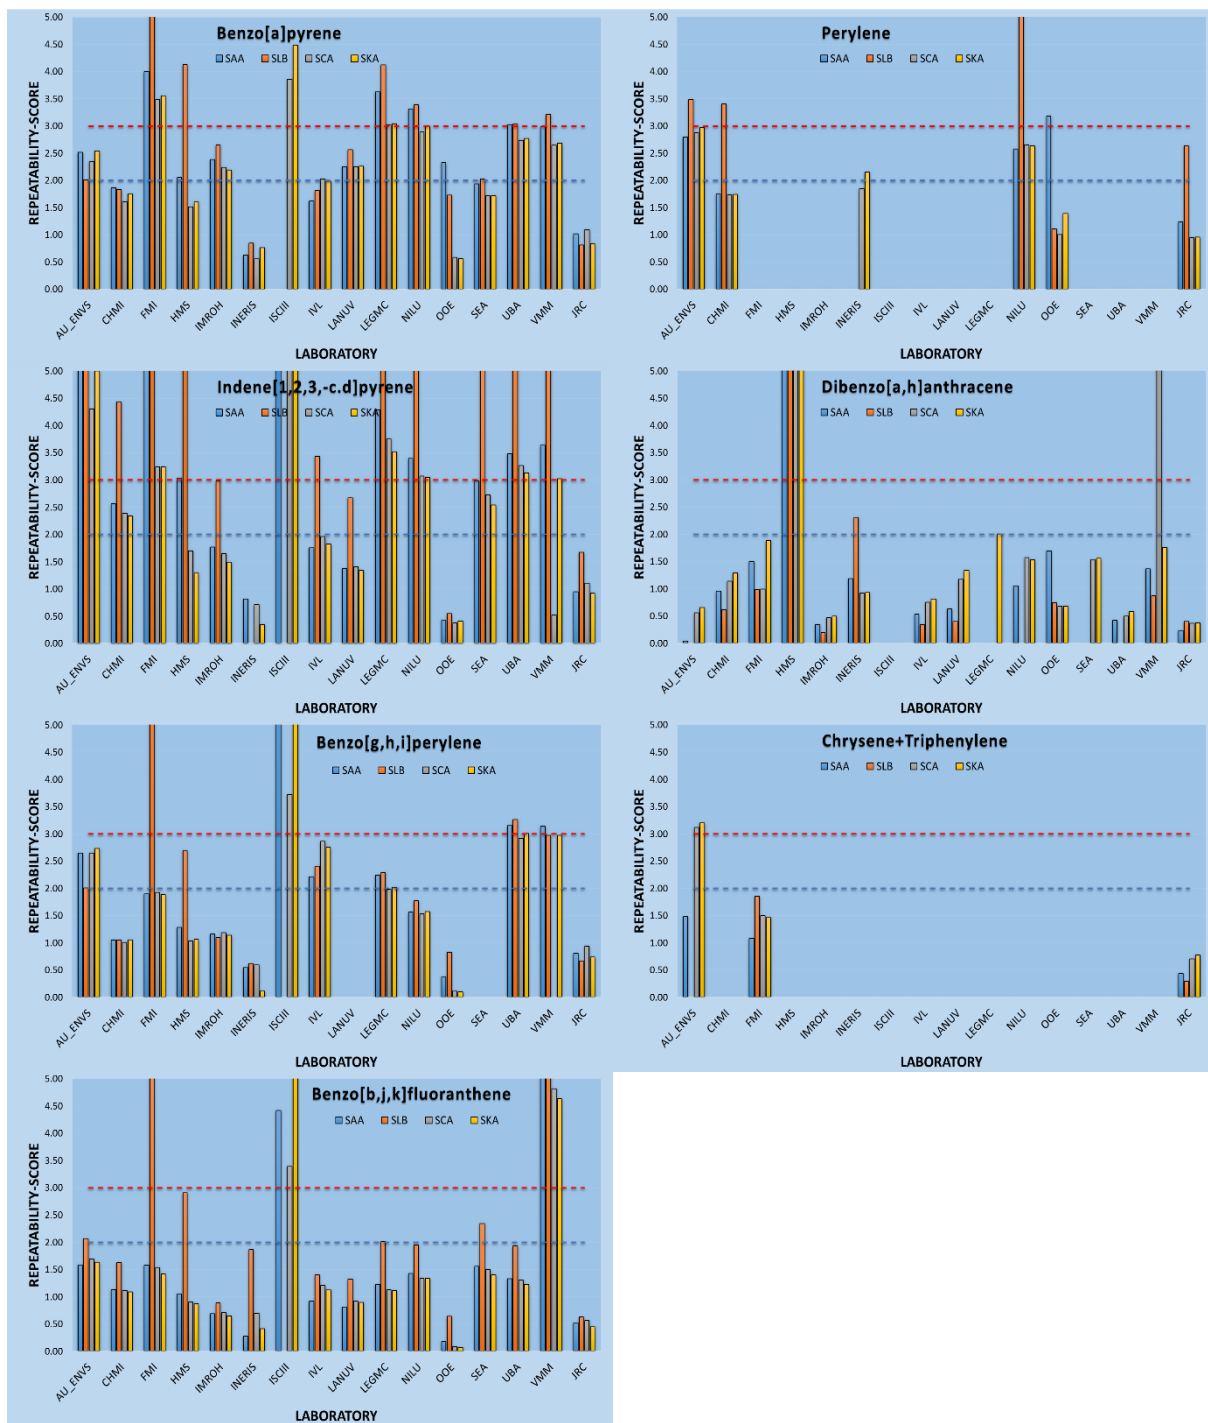 Benzo[a]pyrene
SAA SLB SCA SKA
REPEATABILITY-SCORE
5.00
4.50
4.00
3.50
3.00
2.50
2.00
1.50
1.00
0.50
0.00
AU_ENVS CHMI FMI HMS IMROH INERIS ISCIII IVL LANUV LEGMC NILU OOE SEA UBA VMM JRC
LABORATORY
Perylene
SAA SLB SCA SKA
REPEATABILITY-SCORE
5.00
4.50
4.00
3.50
3.00
2.50
2.00
1.50
1.00
0.50
0.00
AU_ENVS CHMI FMI HMS IMROH INERIS ISCIII IVL LANUV LEGMC NILU OOE SEA UBA VMM JRC
LABORATORY
Indene[1,2,3,-c.d]pyrene
SAA SLB SCA SKA
REPEATABILITY-SCORE
5.00
4.50
4.00
3.50
3.00
2.50
2.00
1.50
1.00
0.50
0.00
AU_ENVS CHMI FMI HMS IMROH INERIS ISCIII IVL LANUV LEGMC NILU OOE SEA UBA VMM JRC
LABORATORY
Dibenzo[a,h]anthracene
SAA SLB SCA SKA
REPEATABILITY-SCORE
5.00
4.50
4.00
3.50
3.00
2.50
2.00
1.50
1.00
0.50
0.00
AU_ENVS CHMI FMI HMS IMROH INERIS ISCIII IVL LANUV LEGMC NILU OOE SEA UBA VMM JRC
LABORATORY
Benzo[g,h,i]perylene
SAA SLB SCA SKA
REPEATABILITY-SCORE
5.00
4.50
4.00
3.50
3.00
2.50
2.00
1.50
1.00
0.50
0.00
AU_ENVS CHMI FMI HMS IMROH INERIS ISCIII IVL LANUV LEGMC NILU OOE SEA UBA VMM JRC
LABORATORY
Chrysene+Triphenylene
SAA SLB SCA SKA
REPEATABILITY-SCORE
5.00
4.50
4.00
3.50
3.00
2.50
2.00
1.50
1.00
0.50
0.00
AU_ENVS CHMI FMI HMS IMROH INERIS ISCIII IVL LANUV LEGMC NILU OOE SEA UBA VMM JRC
LABORATORY
Benzo[b,j,k]fluoranthene
SAA SLB SCA SKA
REPEATABILITY-SCORE
5.00
4.50
4.00
3.50
3.00
2.50
2.00
1.50
1.00
0.50
0.00
AU_ENVS CHMI FMI HMS IMROH INERIS ISCIII IVL LANUV LEGMC NILU OOE SEA UBA VMM JRC
LABORATORY